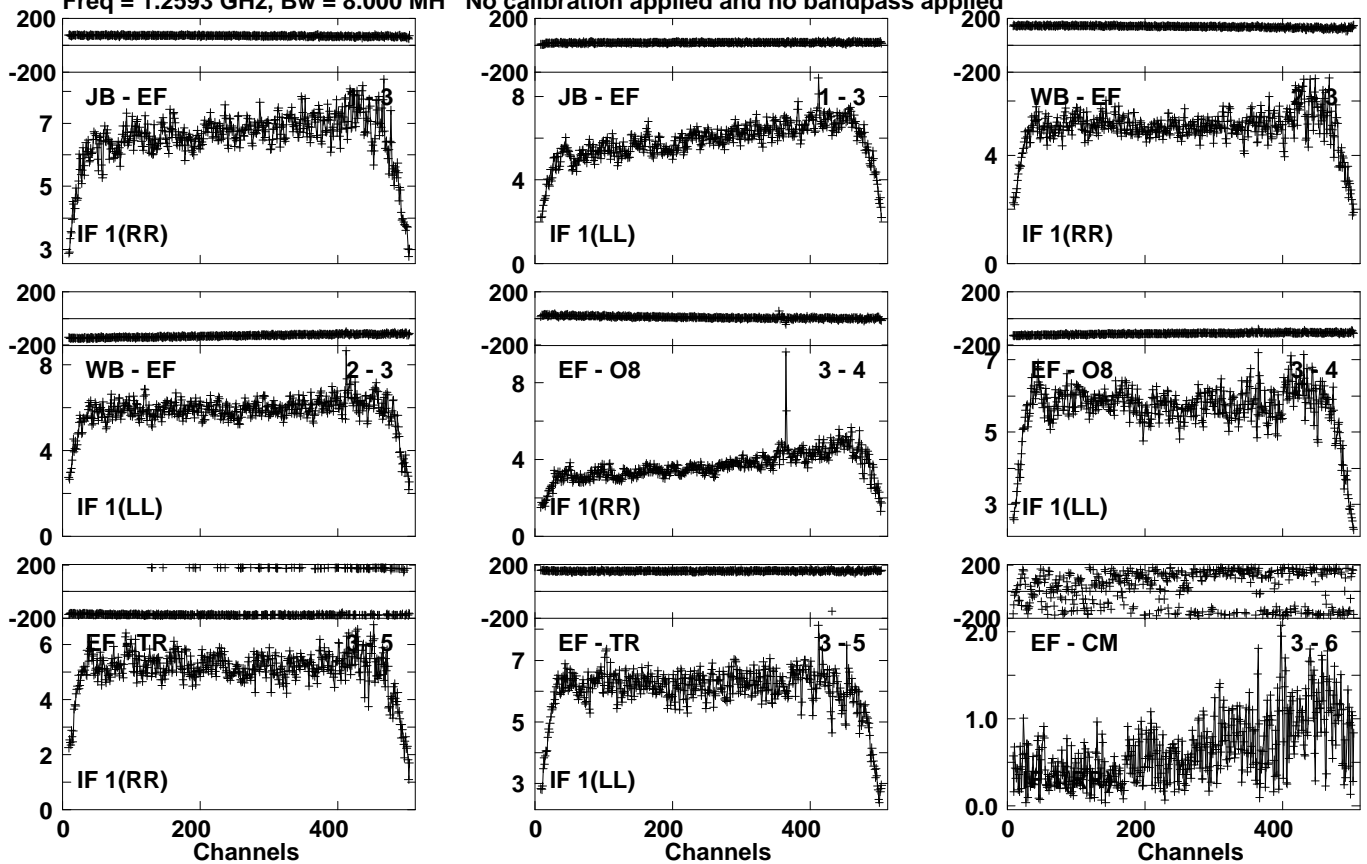 Freq = 1.2593 GHz, Bw = 8.000 MH No calibration applied and no bandpass applied
200
-200
JB - EF
1 - 3
7
5
3
IF 1(RR)
200
-200
JB - EF
1 - 3
8
4
0
IF 1(LL)
200
-200
WB - EF
2 - 3
4
0
IF 1(RR)
200
-200
WB - EF
2 - 3
8
4
0
IF 1(LL)
200
-200
EF - O8
3 - 4
8
4
0
IF 1(RR)
200
-200
EF - O8
3 - 4
7
5
3
IF 1(LL)
200
-200
EF - TR
3 - 5
6
4
2
0
IF 1(RR)
0
200
400
Channels
200
-200
EF - TR
3 - 5
7
5
3
IF 1(LL)
0
200
400
Channels
200
-200
EF - CM
3 - 6
2.0
1.0
0.0
0
200
400
Channels